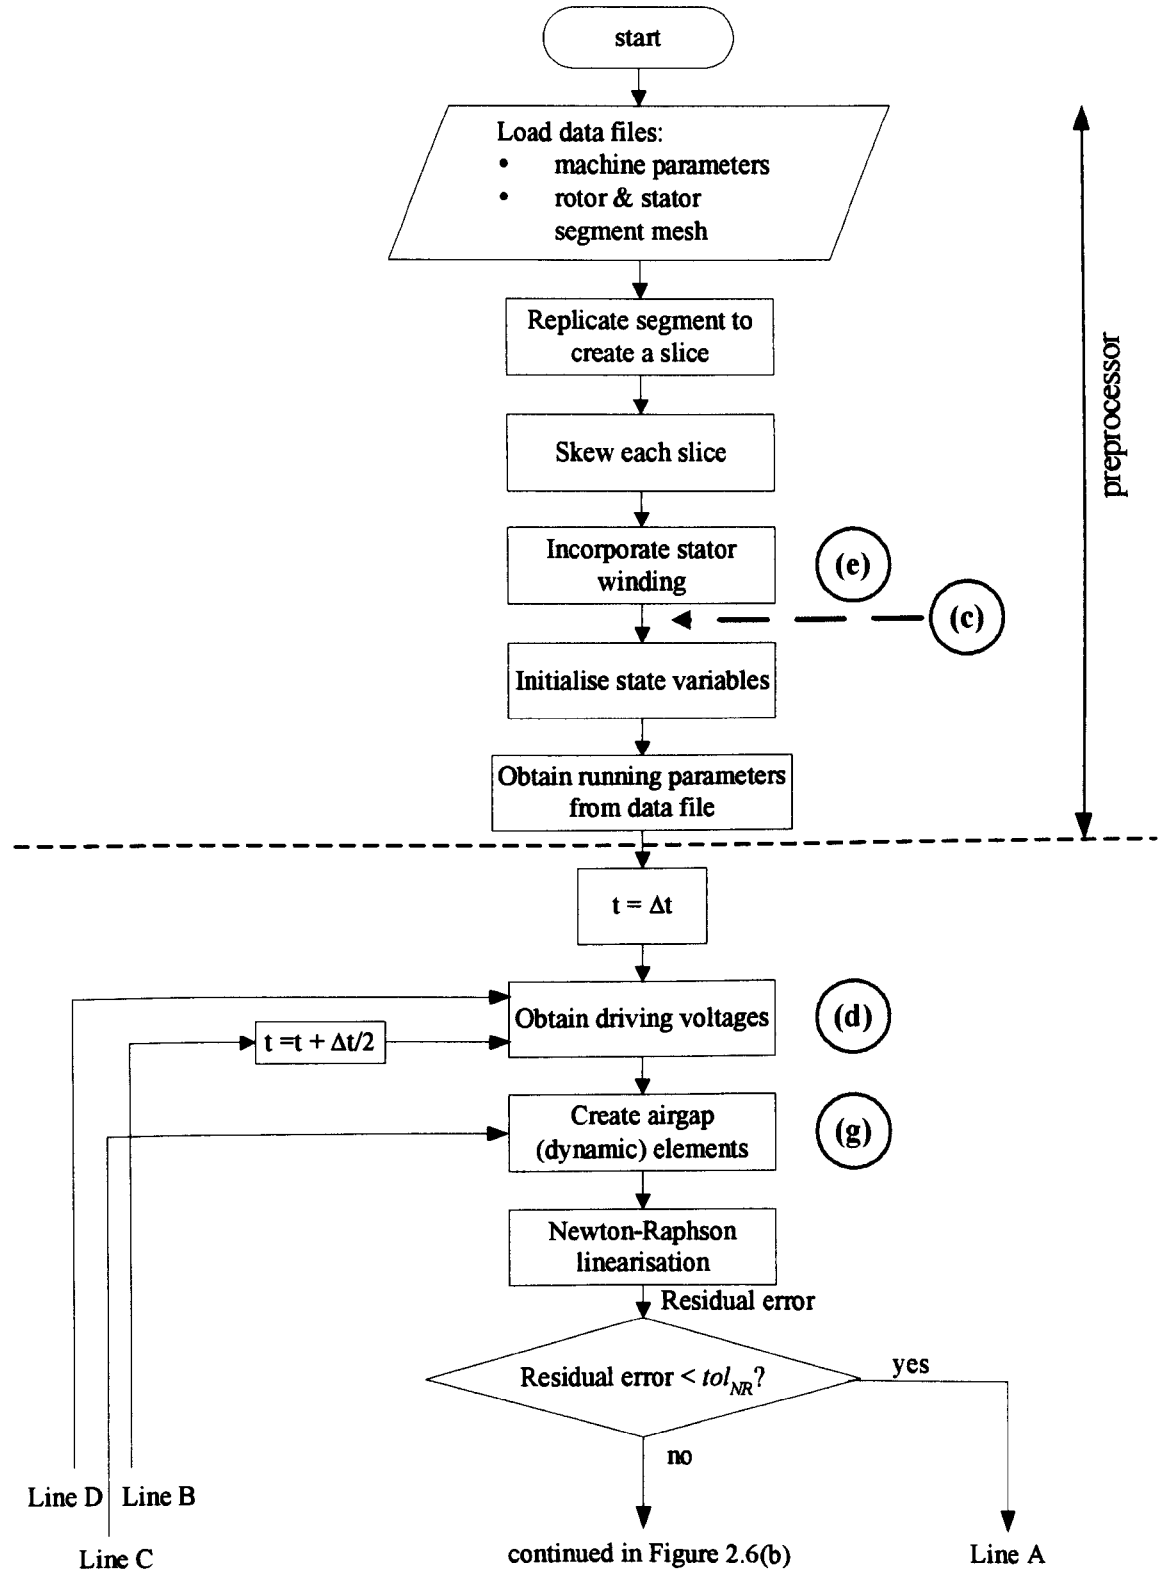 start
Load data files:
• machine parameters
• rotor & stator
segment mesh
Replicate segment to
create a slice
Skew each slice
Incorporate stator
winding
(e)
(c)
Initialise state variables
Obtain running parameters
from data file
preprocessor
t = Δt
Obtain driving voltages
(d)
t =t + Δt/2
Create airgap
(dynamic) elements
(g)
Newton-Raphson
linearisation
Residual error
Residual error < tol_NR?
yes
no
Line D
Line B
Line C
continued in Figure 2.6(b)
Line A